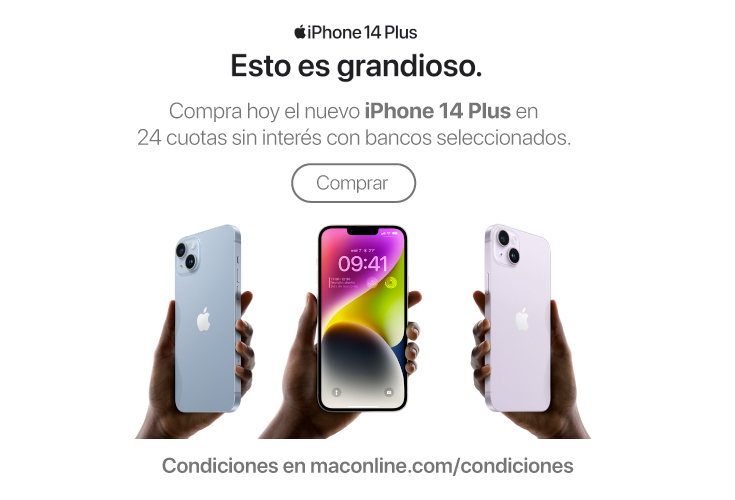 iPhone 14 Plus
Esto es grandioso.
Compra hoy el nuevo iPhone 14 Plus en
24 cuotas sin interés con bancos seleccionados.
Comprar
09:41
Condiciones en maconline.com/condiciones